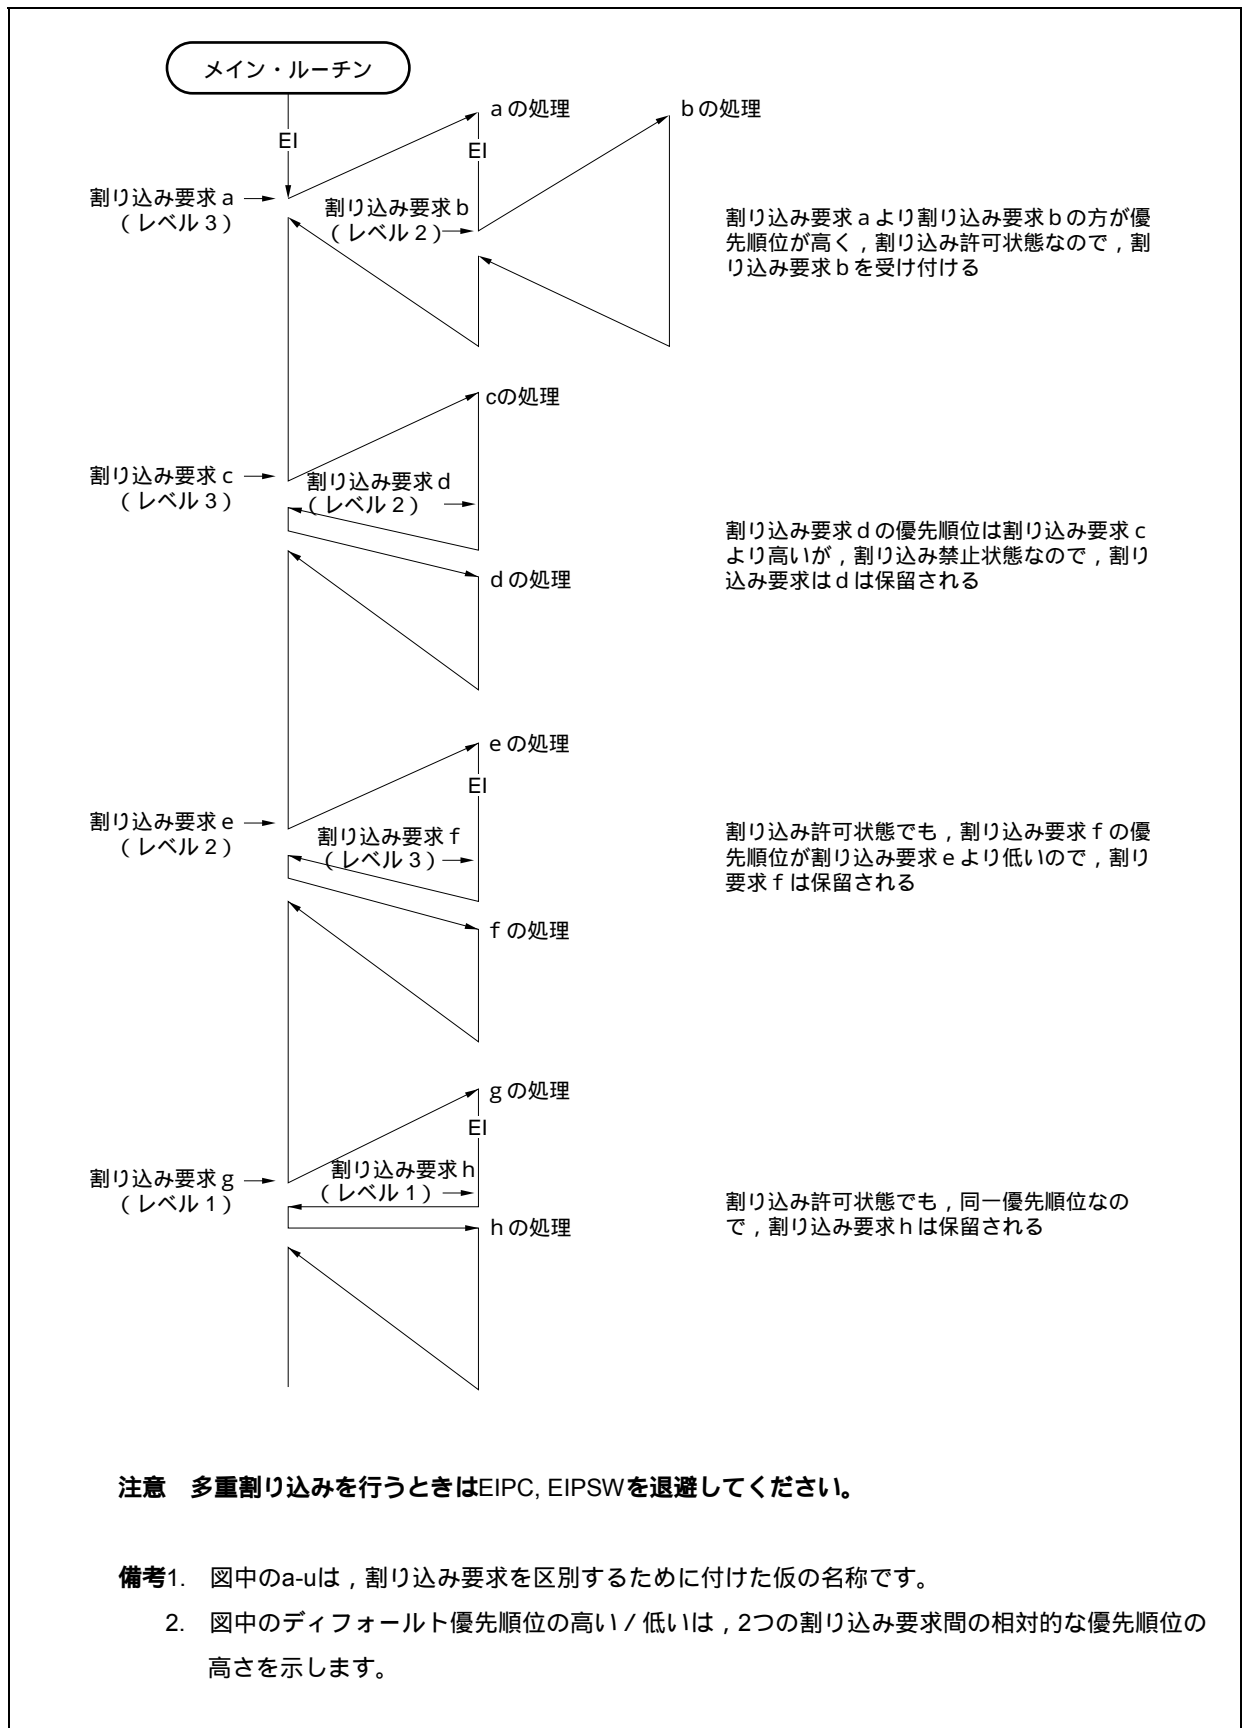 メイン・ルーチン
EI
割り込み要求a
(レベル3)
aの処理
EI
割り込み要求b
(レベル2)
bの処理
割り込み要求aより割り込み要求bの方が優
先順位が高く,割り込み許可状態なので,割
り込み要求bを受け付ける
cの処理
割り込み要求c
(レベル3)
割り込み要求d
(レベル2)
dの処理
割り込み要求dの優先順位は割り込み要求c
より高いが,割り込み禁止状態なので,割り
込み要求はdは保留される
eの処理
EI
割り込み要求e
(レベル2)
割り込み要求f
(レベル3)
fの処理
割り込み許可状態でも,割り込み要求fの優
先順位が割り込み要求eより低いので,割り
要求fは保留される
gの処理
EI
割り込み要求g
(レベル1)
割り込み要求h
(レベル1)
hの処理
割り込み許可状態でも,同一優先順位なの
で,割り込み要求hは保留される
注意 多重割り込みを行うときはEIPC, EIPSWを退避してください。
備考1. 図中のa-uは,割り込み要求を区別するために付けた仮の名称です。
2. 図中のディフォールト優先順位の高い/低いは,2つの割り込み要求間の相対的な優先順位の
高さを示します。